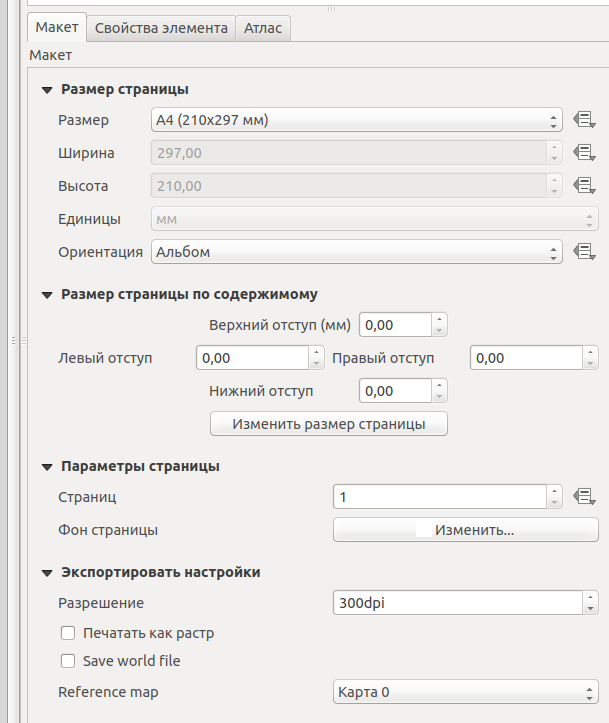 Макет Свойства элемента Атлас
Макет
Размер страницы
Размер A4 (210x297 мм)
Ширина 297,00
Высота 210,00
Единицы мм
Ориентация Альбом
Размер страницы по содержимому
Верхний отступ (мм) 0,00
Левый отступ 0,00 Правый отступ 0,00
Нижний отступ 0,00
Изменить размер страницы
Параметры страницы
Страниц 1
Фон страницы Изменить...
Экспортировать настройки
Разрешение 300dpi
Печатать как растр
Save world file
Reference map Карта 0